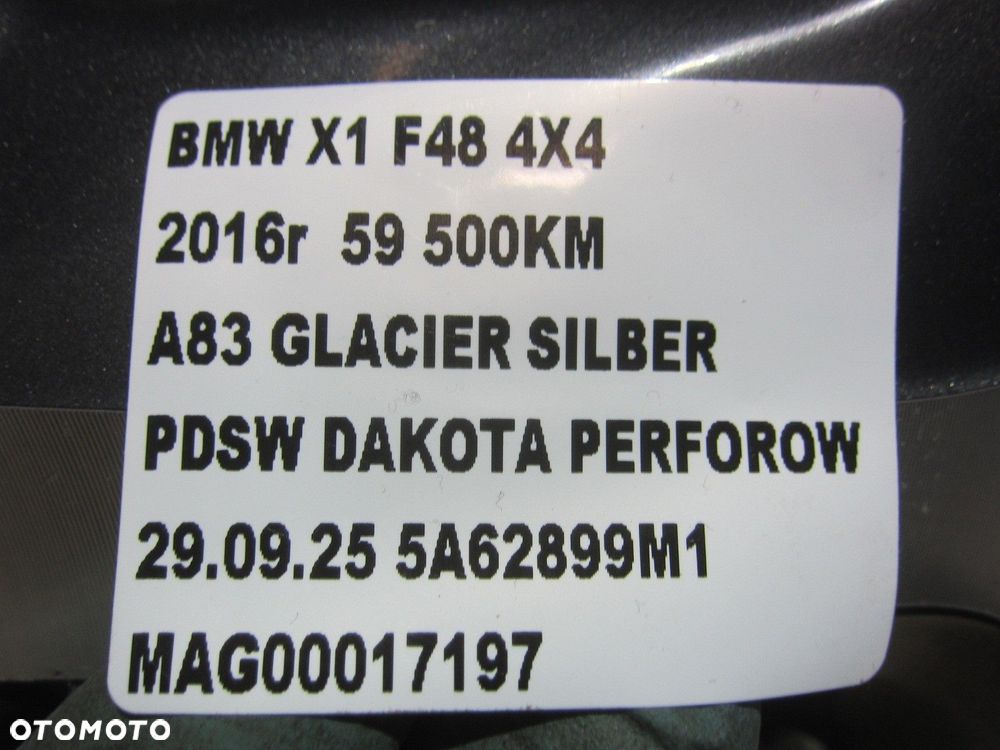 BMW X1 F48 4X4
2016r 59 500KM
A83 GLACIER SILBER
PDSW DAKOTA PERFOROW
29.09.25 5A62899M1
MAG00017197
OTOMOTO